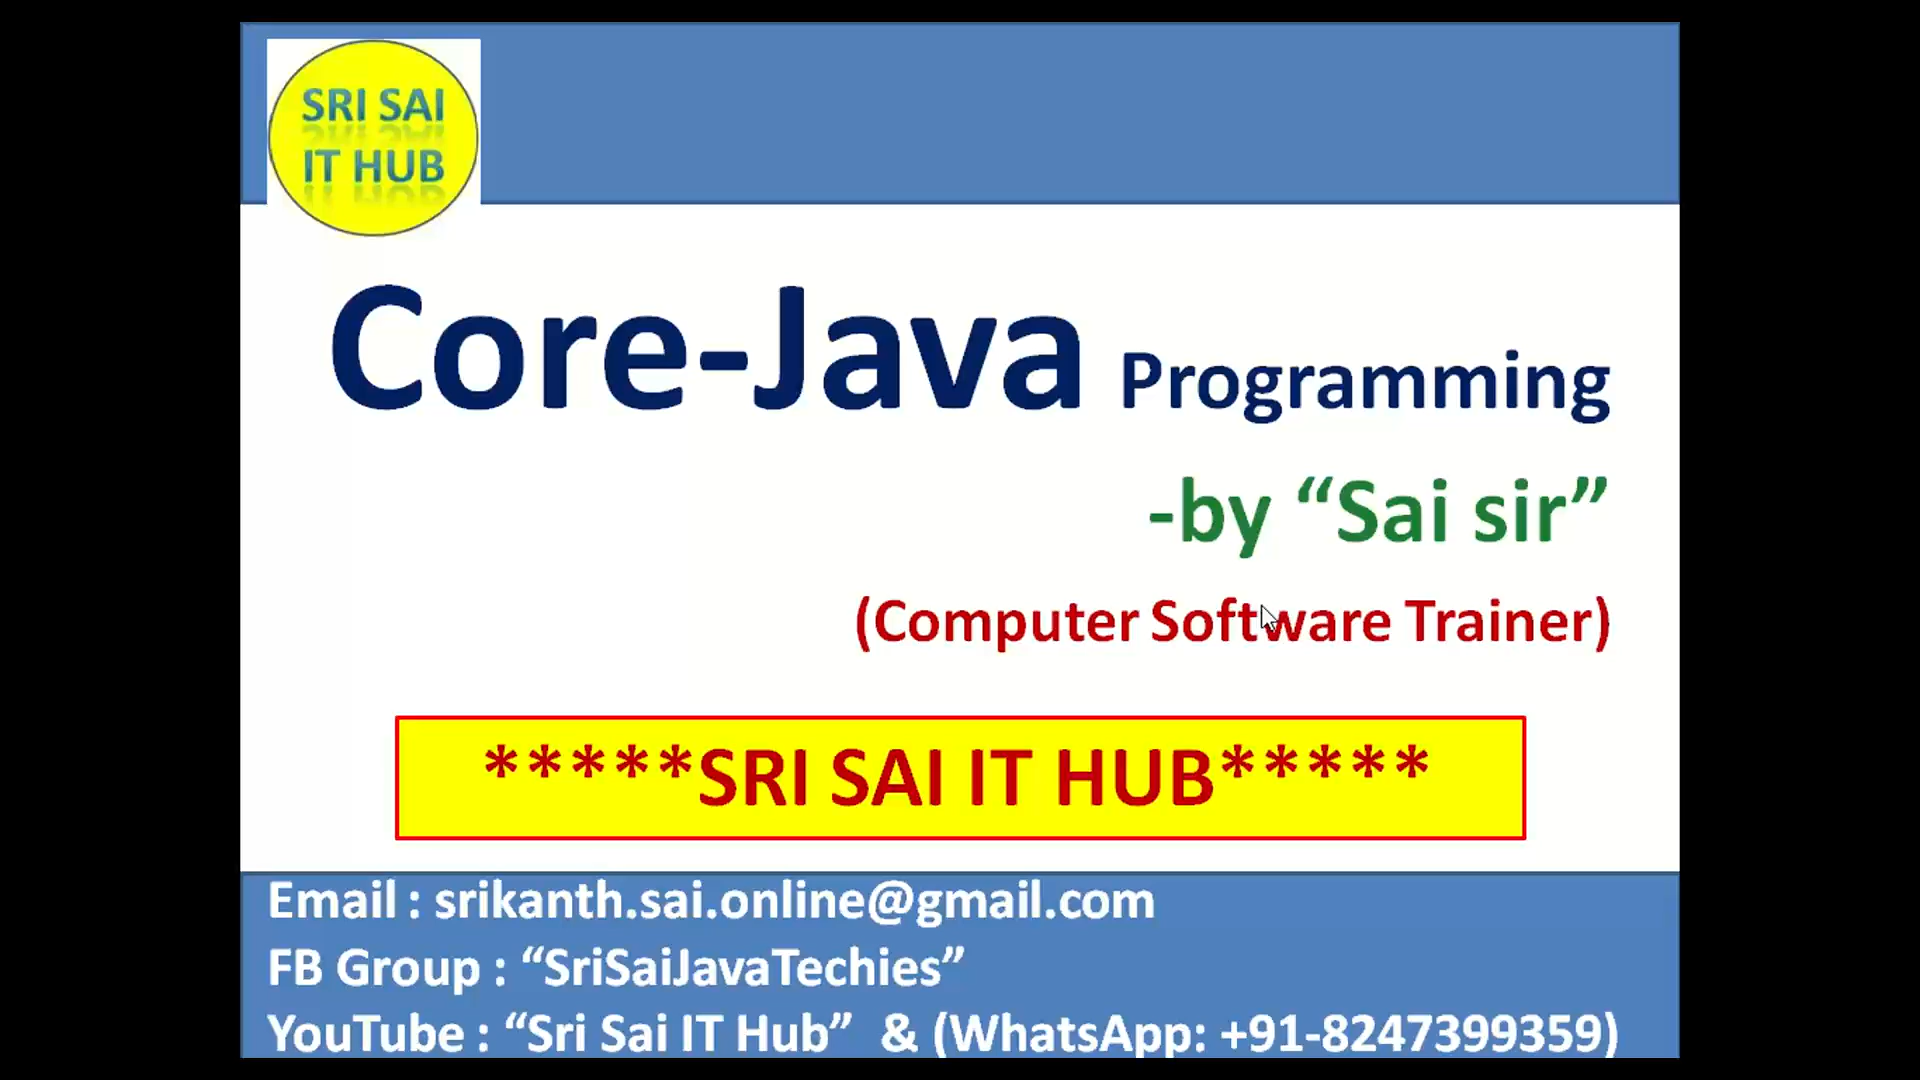 SRI SAI
IT HUB
Core-Java Programming
-by “Sai sir”
(Computer Software Trainer)
*****SRI SAI IT HUB*****
Email : srikanth.sai.online@gmail.com
FB Group : “SriSaiJavaTechies”
YouTube : “Sri Sai IT Hub” & (WhatsApp: +91-8247399359)